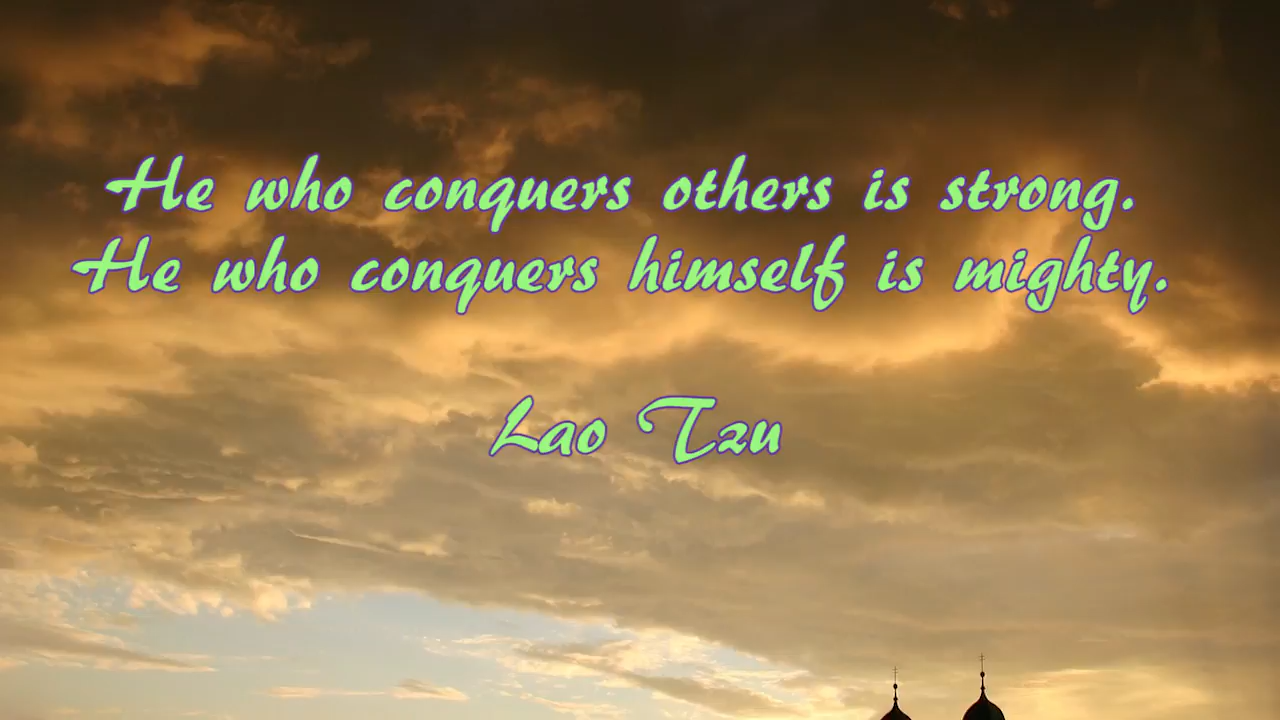 He who conquers others is strong.
He who conquers himself is mighty.
Lao Tzu